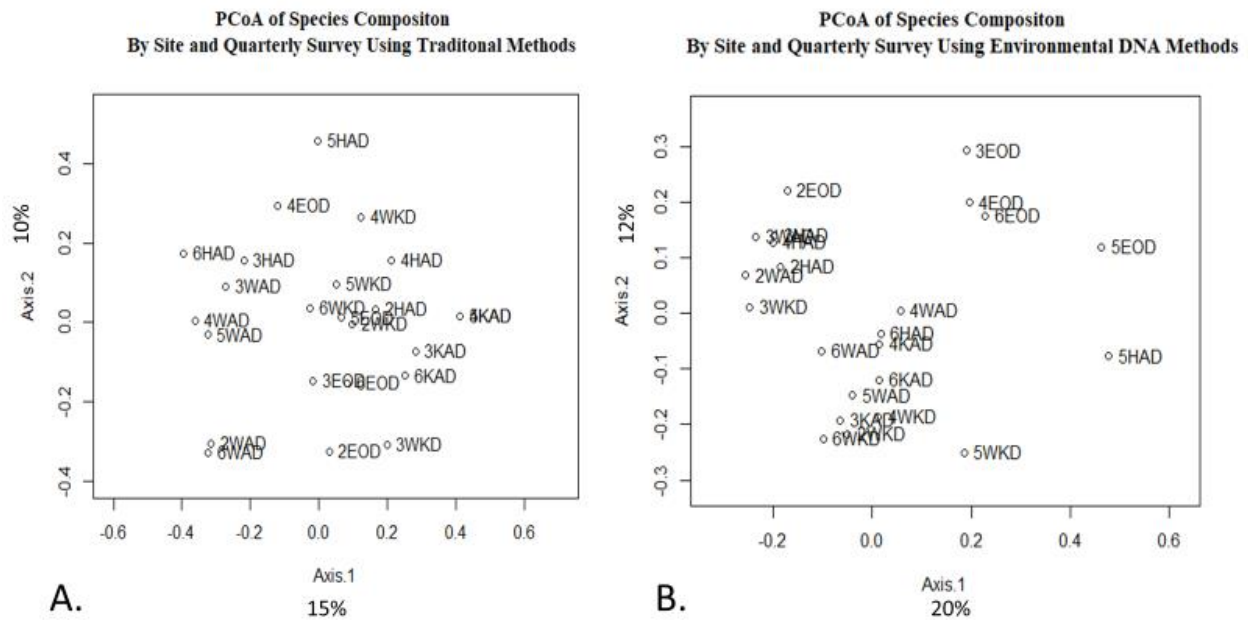 PCoA of Species Compositon
By Site and Quarterly Survey Using Traditonal Methods
5HAD
0.4
4EOD
4WKD
10%
0.2
6HAD
3HAD
4HAD
3WAD
5WKD
Axis.2
0.0
4WAD
6WKD
2HAD
5EOD
2WKD
5WAD
3KAD
3EOD
6EOD
6KAD
-0.2
2WAD
6WAD
2EOD
3WKD
-0.4
-0.6 -0.4 -0.2 0.0 0.2 0.4 0.6
Axis.1
A. 15%
PCoA of Species Compositon
By Site and Quarterly Survey Using Environmental DNA Methods
0.3
3EOD
2EOD
4EOD
6EOD
12%
0.2
5EOD
4HAD
0.1
2HAD
2WAD
3WKD
Axis.2
0.0
4WAD
6HAD
4KAD
6WAD
5HAD
-0.1
6KAD
5WAD
3KAD
4WKD
-0.2
6WKD
2WKD
5WKD
-0.3
-0.2 0.0 0.2 0.4 0.6
Axis.1
B. 20%